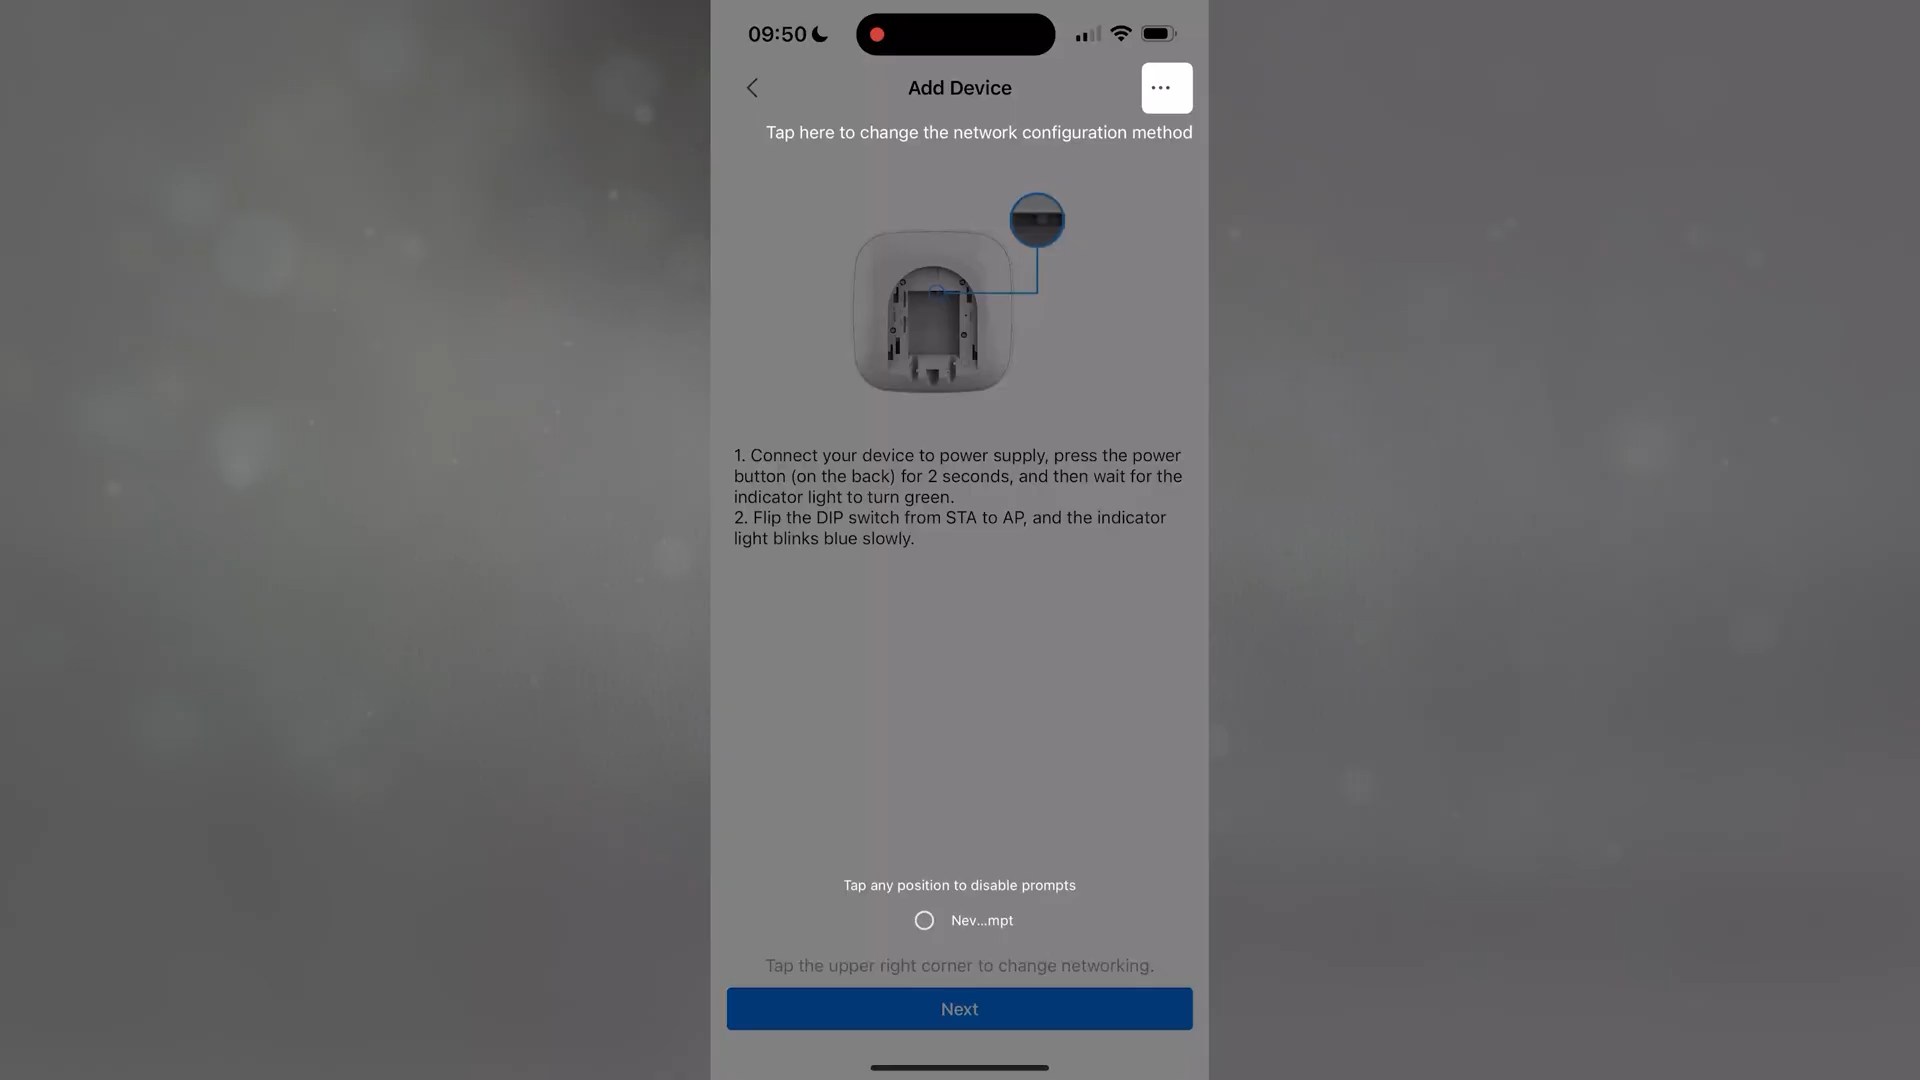 09:50
Add Device
Tap here to change the network configuration method
1. Connect your device to power supply, press the power
button (on the back) for 2 seconds, and then wait for the
indicator light to turn green.
2. Flip the DIP switch from STA to AP, and the indicator
light blinks blue slowly.
Tap any position to disable prompts
Nev...mpt
Tap the upper right corner to change networking.
Next